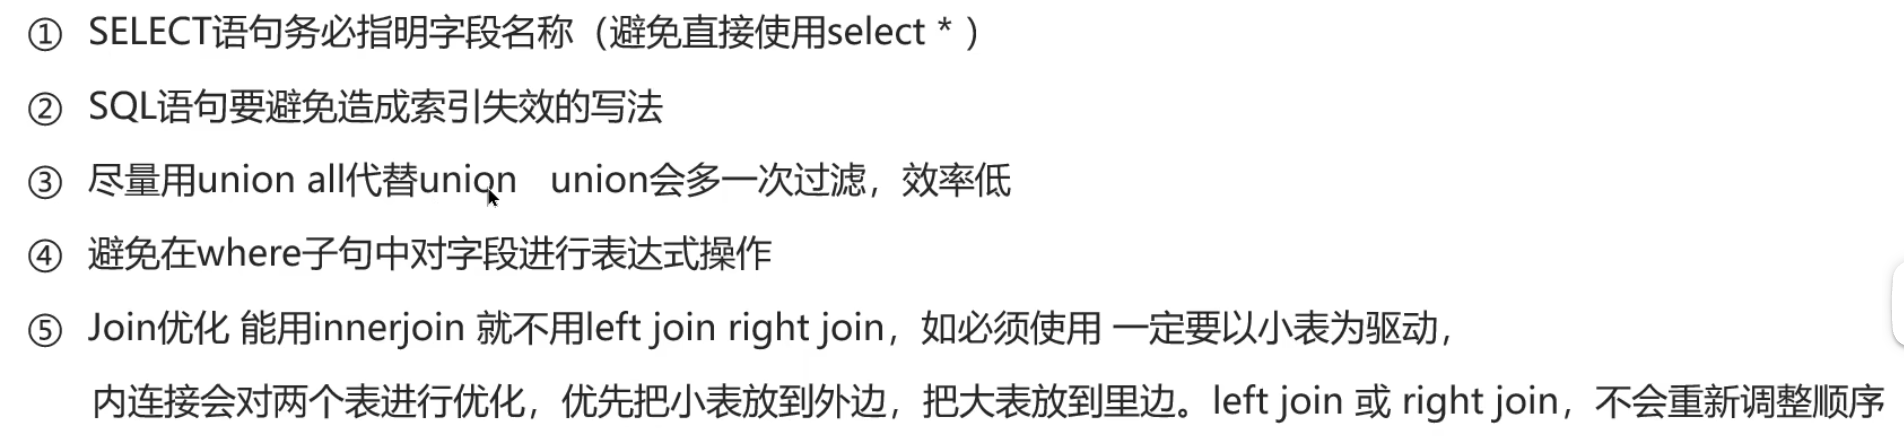 ① SELECT语句务必指明字段名称（避免直接使用select * ）
② SQL语句要避免造成索引失效的写法
③ 尽量用union all代替union union会多一次过滤，效率低
④ 避免在where子句中对字段进行表达式操作
⑤ Join优化 能用innerjoin 就不用left join right join，如必须使用 一定要以小表为驱动，
内连接会对两个表进行优化，优先把小表放到外边，把大表放到里边。left join 或 right join，不会重新调整顺序